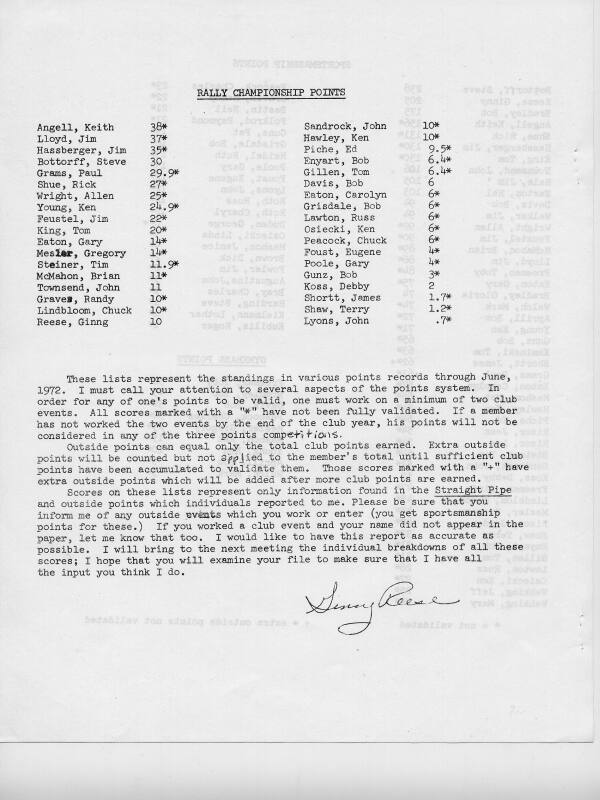 RALLY CHAMPIONSHIP POINTS
Angell, Keith 38*
Lloyd, Jim 37*
Hassberger, Jim 35*
Bottorff, Steve 30
Grams, Paul 29.9*
Shue, Rick 27*
Wright, Allen 25*
Young, Ken 24.9*
Feustel, Jim 22*
King, Tom 20*
Eaton, Gary 14*
Mesler, Gregory 14*
Steiner, Tim 11.9*
McMahon, Brian 11*
Townsend, John 11
Graves, Randy 10*
Lindbloom, Chuck 10*
Reese, Ginng 10
Sandrock, John 10*
Hawley, Ken 10*
Piche, Ed 9.5*
Enyart, Bob 6.4*
Gillen, Tom 6.4*
Davis, Bob 6
Eaton, Carolyn 6*
Grisdale, Bob 6*
Lawton, Russ 6*
Osiecki, Ken 6*
Peacock, Chuck 6*
Foust, Eugene 4*
Poole, Gary 4*
Gunz, Bob 3*
Koss, Debby 2
Shortt, James 1.7*
Shaw, Terry 1.2*
Lyons, John .7*
These lists represent the standings in various points records through June,
1972. I must call your attention to several aspects of the points system. In
order for any of one's points to be valid, one must work on a minimum of two club
events. All scores marked with a "*" have not been fully validated. If a member
has not worked the two events by the end of the club year, his points will not be
considered in any of the three points competitions.
Outside points can equal only the total club points earned. Extra outside
points will be counted but not applied to the member's total until sufficient club
points have been accumulated to validate them. Those scores marked with a "+" have
extra outside points which will be added after more club points are earned.
Scores on these lists represent only information found in the Straight Pipe
and outside points which individuals reported to me. Please be sure that you
inform me of any outside events which you work or enter (you get sportsmanship
points for these.) If you worked a club event and your name did not appear in the
paper, let me know that too. I would like to have this report as accurate as
possible. I will bring to the next meeting the individual breakdowns of all these
scores; I hope that you will examine your file to make sure that I have all
the input you think I do.
Ginny Reese